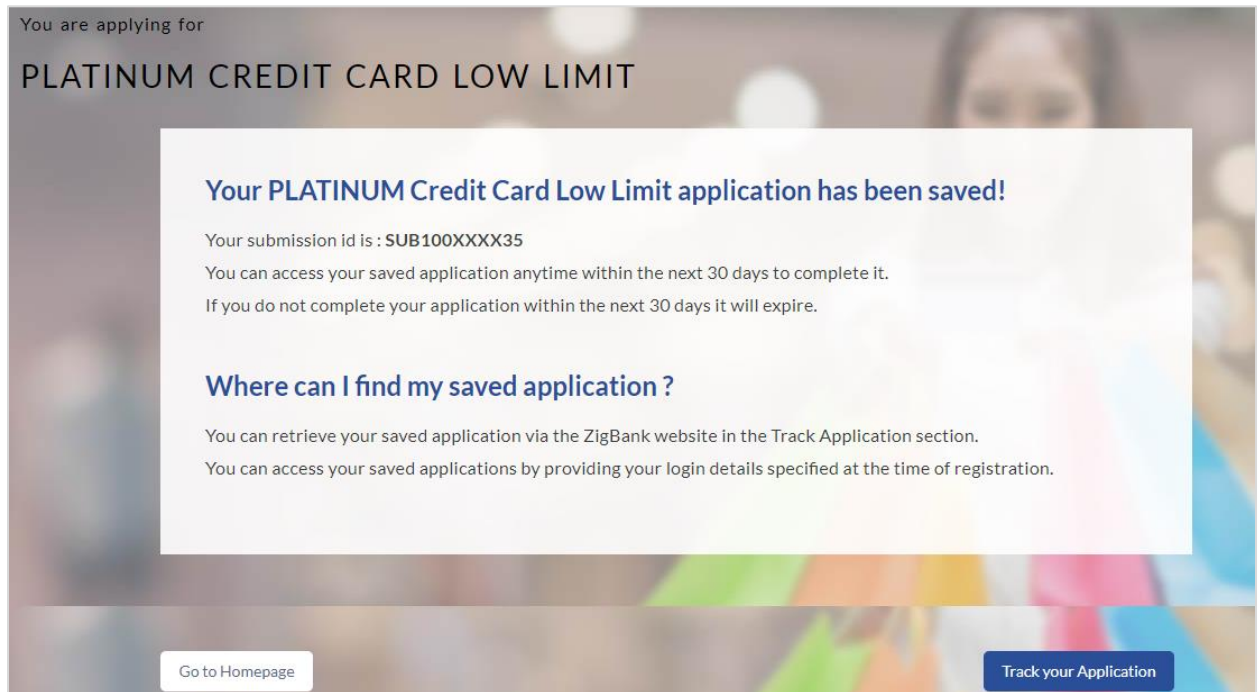 You are applying for
PLATINUM CREDIT CARD LOW LIMIT
Your PLATINUM Credit Card Low Limit application has been saved!
Your submission id is : SUB100XXXX35
You can access your saved application anytime within the next 30 days to complete it.
If you do not complete your application within the next 30 days it will expire.
Where can I find my saved application ?
You can retrieve your saved application via the ZigBank website in the Track Application section.
You can access your saved applications by providing your login details specified at the time of registration.
Go to Homepage
Track your Application